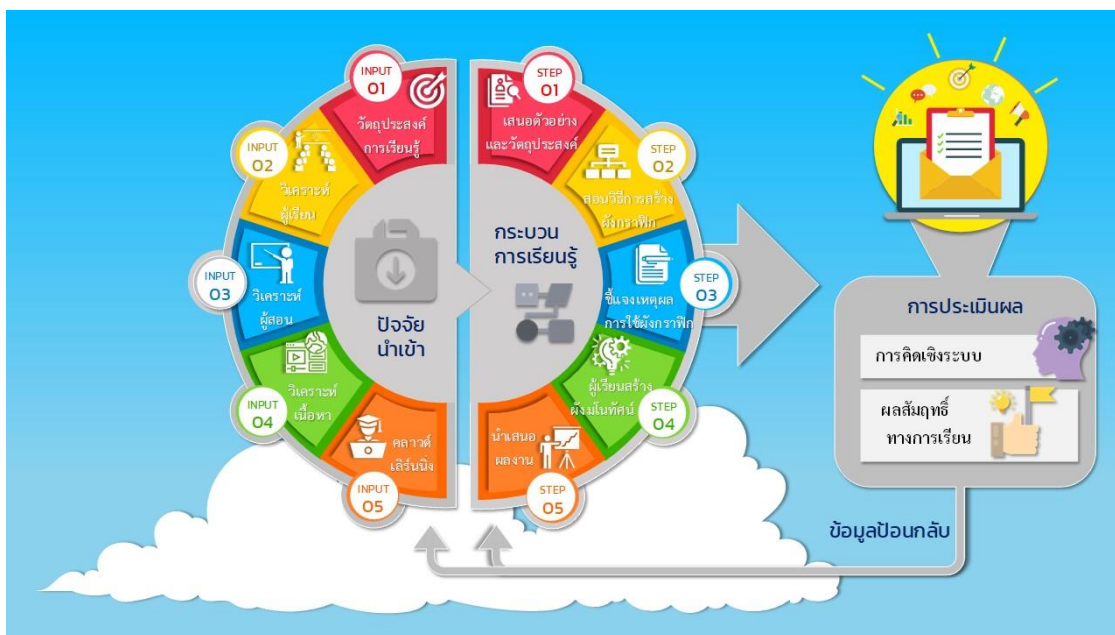 INPUT
01
วัตถุประสงค์
การเรียนรู้
INPUT
02
วิเคราะห์
ผู้เรียน
INPUT
03
วิเคราะห์
ผู้สอน
INPUT
04
วิเคราะห์
เนื้อหา
INPUT
05
คลาวด์
เลิร์นนิ่ง
ปัจจัย
นำเข้า
STEP
01
เสนอตัวอย่าง
และวัตถุประสงค์
STEP
02
สอนวิธีการสร้าง
ผังกราฟิก
STEP
03
ชี้แจงเหตุผล
การใช้ผังกราฟิก
STEP
04
ผู้เรียนสร้าง
ผังมโนทัศน์
STEP
05
นำเสนอ
ผลงาน
กระบวน
การเรียนรู้
การประเมินผล
การคิดเชิงระบบ
ผลสัมฤทธิ์
ทางการเรียน
ข้อมูลป้อนกลับ